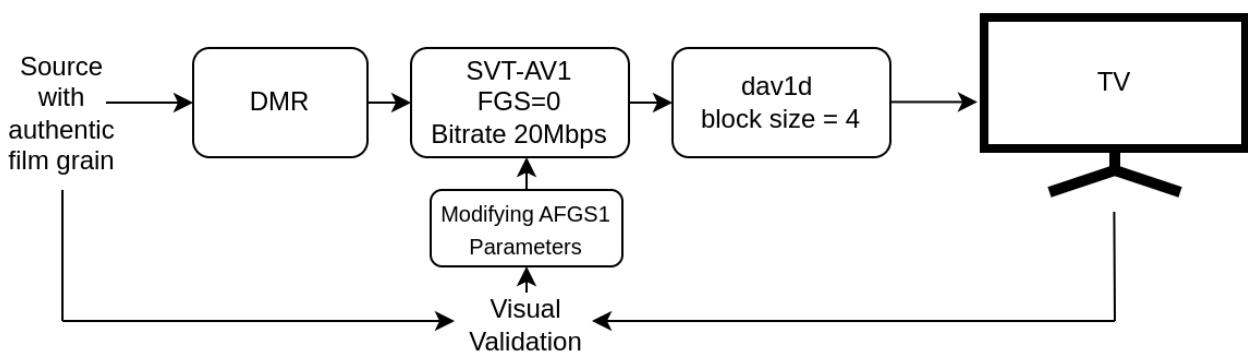 Source
with
authentic
film grain
DMR
SVT-AV1
FGS=0
Bitrate 20Mbps
dav1d
block size = 4
TV
Modifying AFGS1
Parameters
Visual
Validation